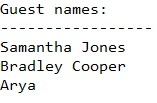 Guest names:
-----------------
Samantha Jones
Bradley Cooper
Arya